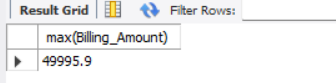 Result Grid Filter Rows:
max(Billing_Amount)
49995.9